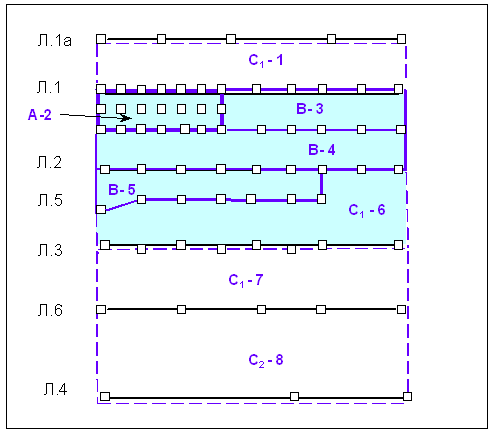 Л.1а
С₁ - 1
Л.1
А-2
В- 3
В- 4
Л.2
В- 5
Л.5
С₁ - 6
Л.3
С₁ - 7
Л.6
С₂ - 8
Л.4